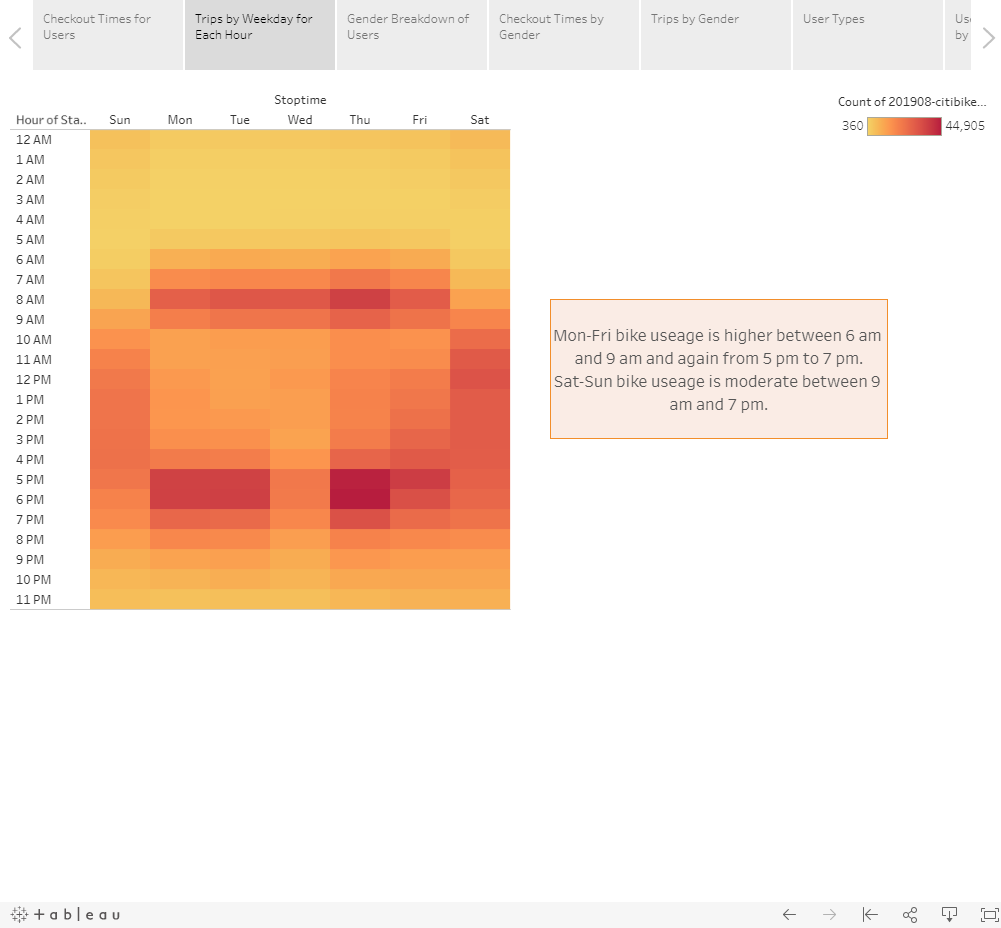 Checkout Times for
Users
Trips by Weekday for
Each Hour
Gender Breakdown of
Users
Checkout Times by
Gender
Trips by Gender
User Types
by
Stoptime
Hour of Sta.. Sun Mon Tue Wed Thu Fri Sat
12 AM
1 AM
2 AM
3 AM
4 AM
5 AM
6 AM
7 AM
8 AM
9 AM
10 AM
11 AM
12 PM
1 PM
2 PM
3 PM
4 PM
5 PM
6 PM
7 PM
8 PM
9 PM
10 PM
11 PM
Count of 201908-citibike...
360 44,905
Mon-Fri bike useage is higher between 6 am
and 9 am and again from 5 pm to 7 pm.
Sat-Sun bike useage is moderate between 9
am and 7 pm.
+ableau